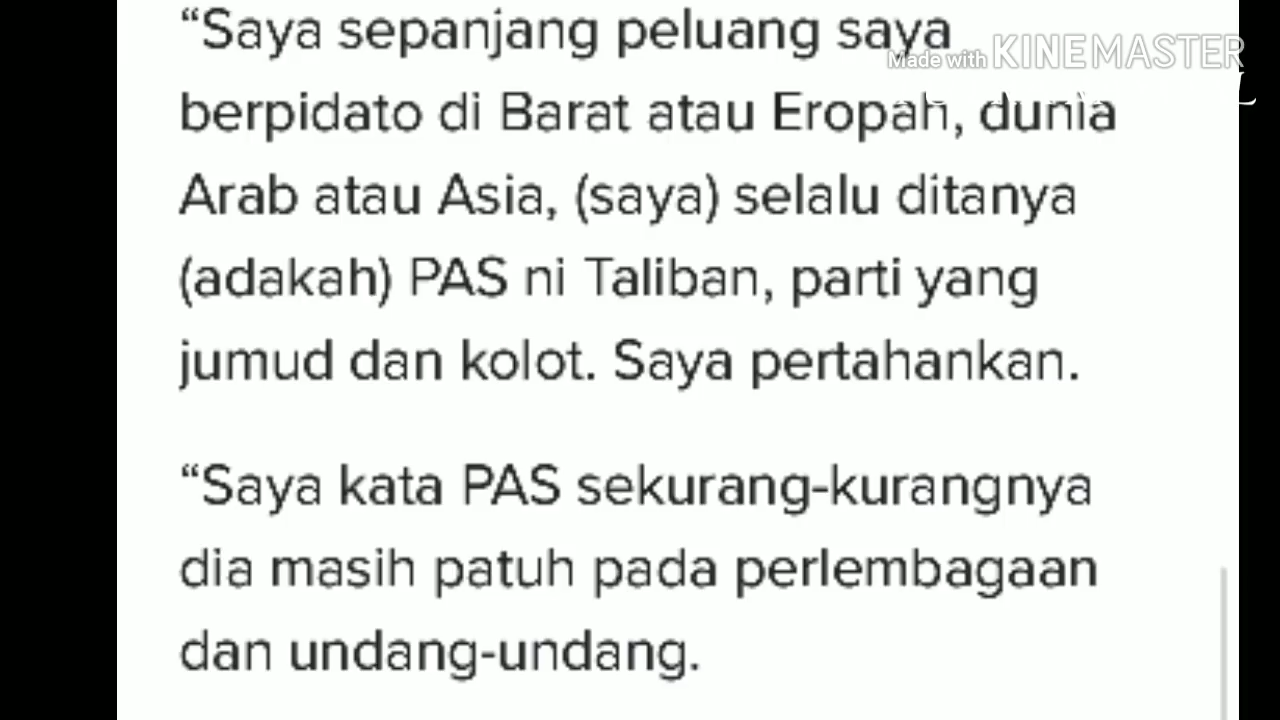 “Saya sepanjang peluang saya
Made with KINEMASTER
berpidato di Barat atau Eropah, dunia
Arab atau Asia, (saya) selalu ditanya
(adakah) PAS ni Taliban, parti yang
jumud dan kolot. Saya pertahankan.
“Saya kata PAS sekurang-kurangnya
dia masih patuh pada perlembagaan
dan undang-undang.